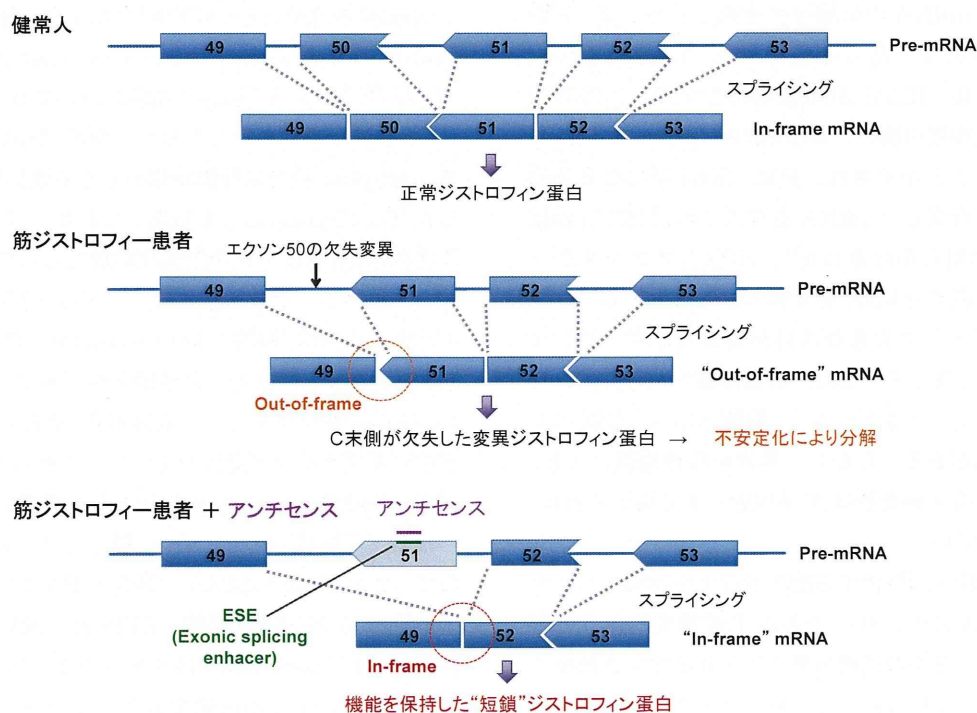 健常人
49 50 51 52 53 Pre-mRNA
スプライシング
49 50 51 52 53 In-frame mRNA
正常ジストロフィン蛋白
筋ジストロフィー患者
エクソン50の欠失変異
49 51 52 53 Pre-mRNA
スプライシング
49 51 52 53 “Out-of-frame” mRNA
Out-of-frame
C末側が欠失した変異ジストロフィン蛋白 → 不安定化により分解
筋ジストロフィー患者 + アンチセンス アンチセンス
49 51 52 53 Pre-mRNA
スプライシング
ESE
(Exonic splicing
enhacer)
49 52 53 “In-frame” mRNA
In-frame
機能を保持した“短鎖”ジストロフィン蛋白